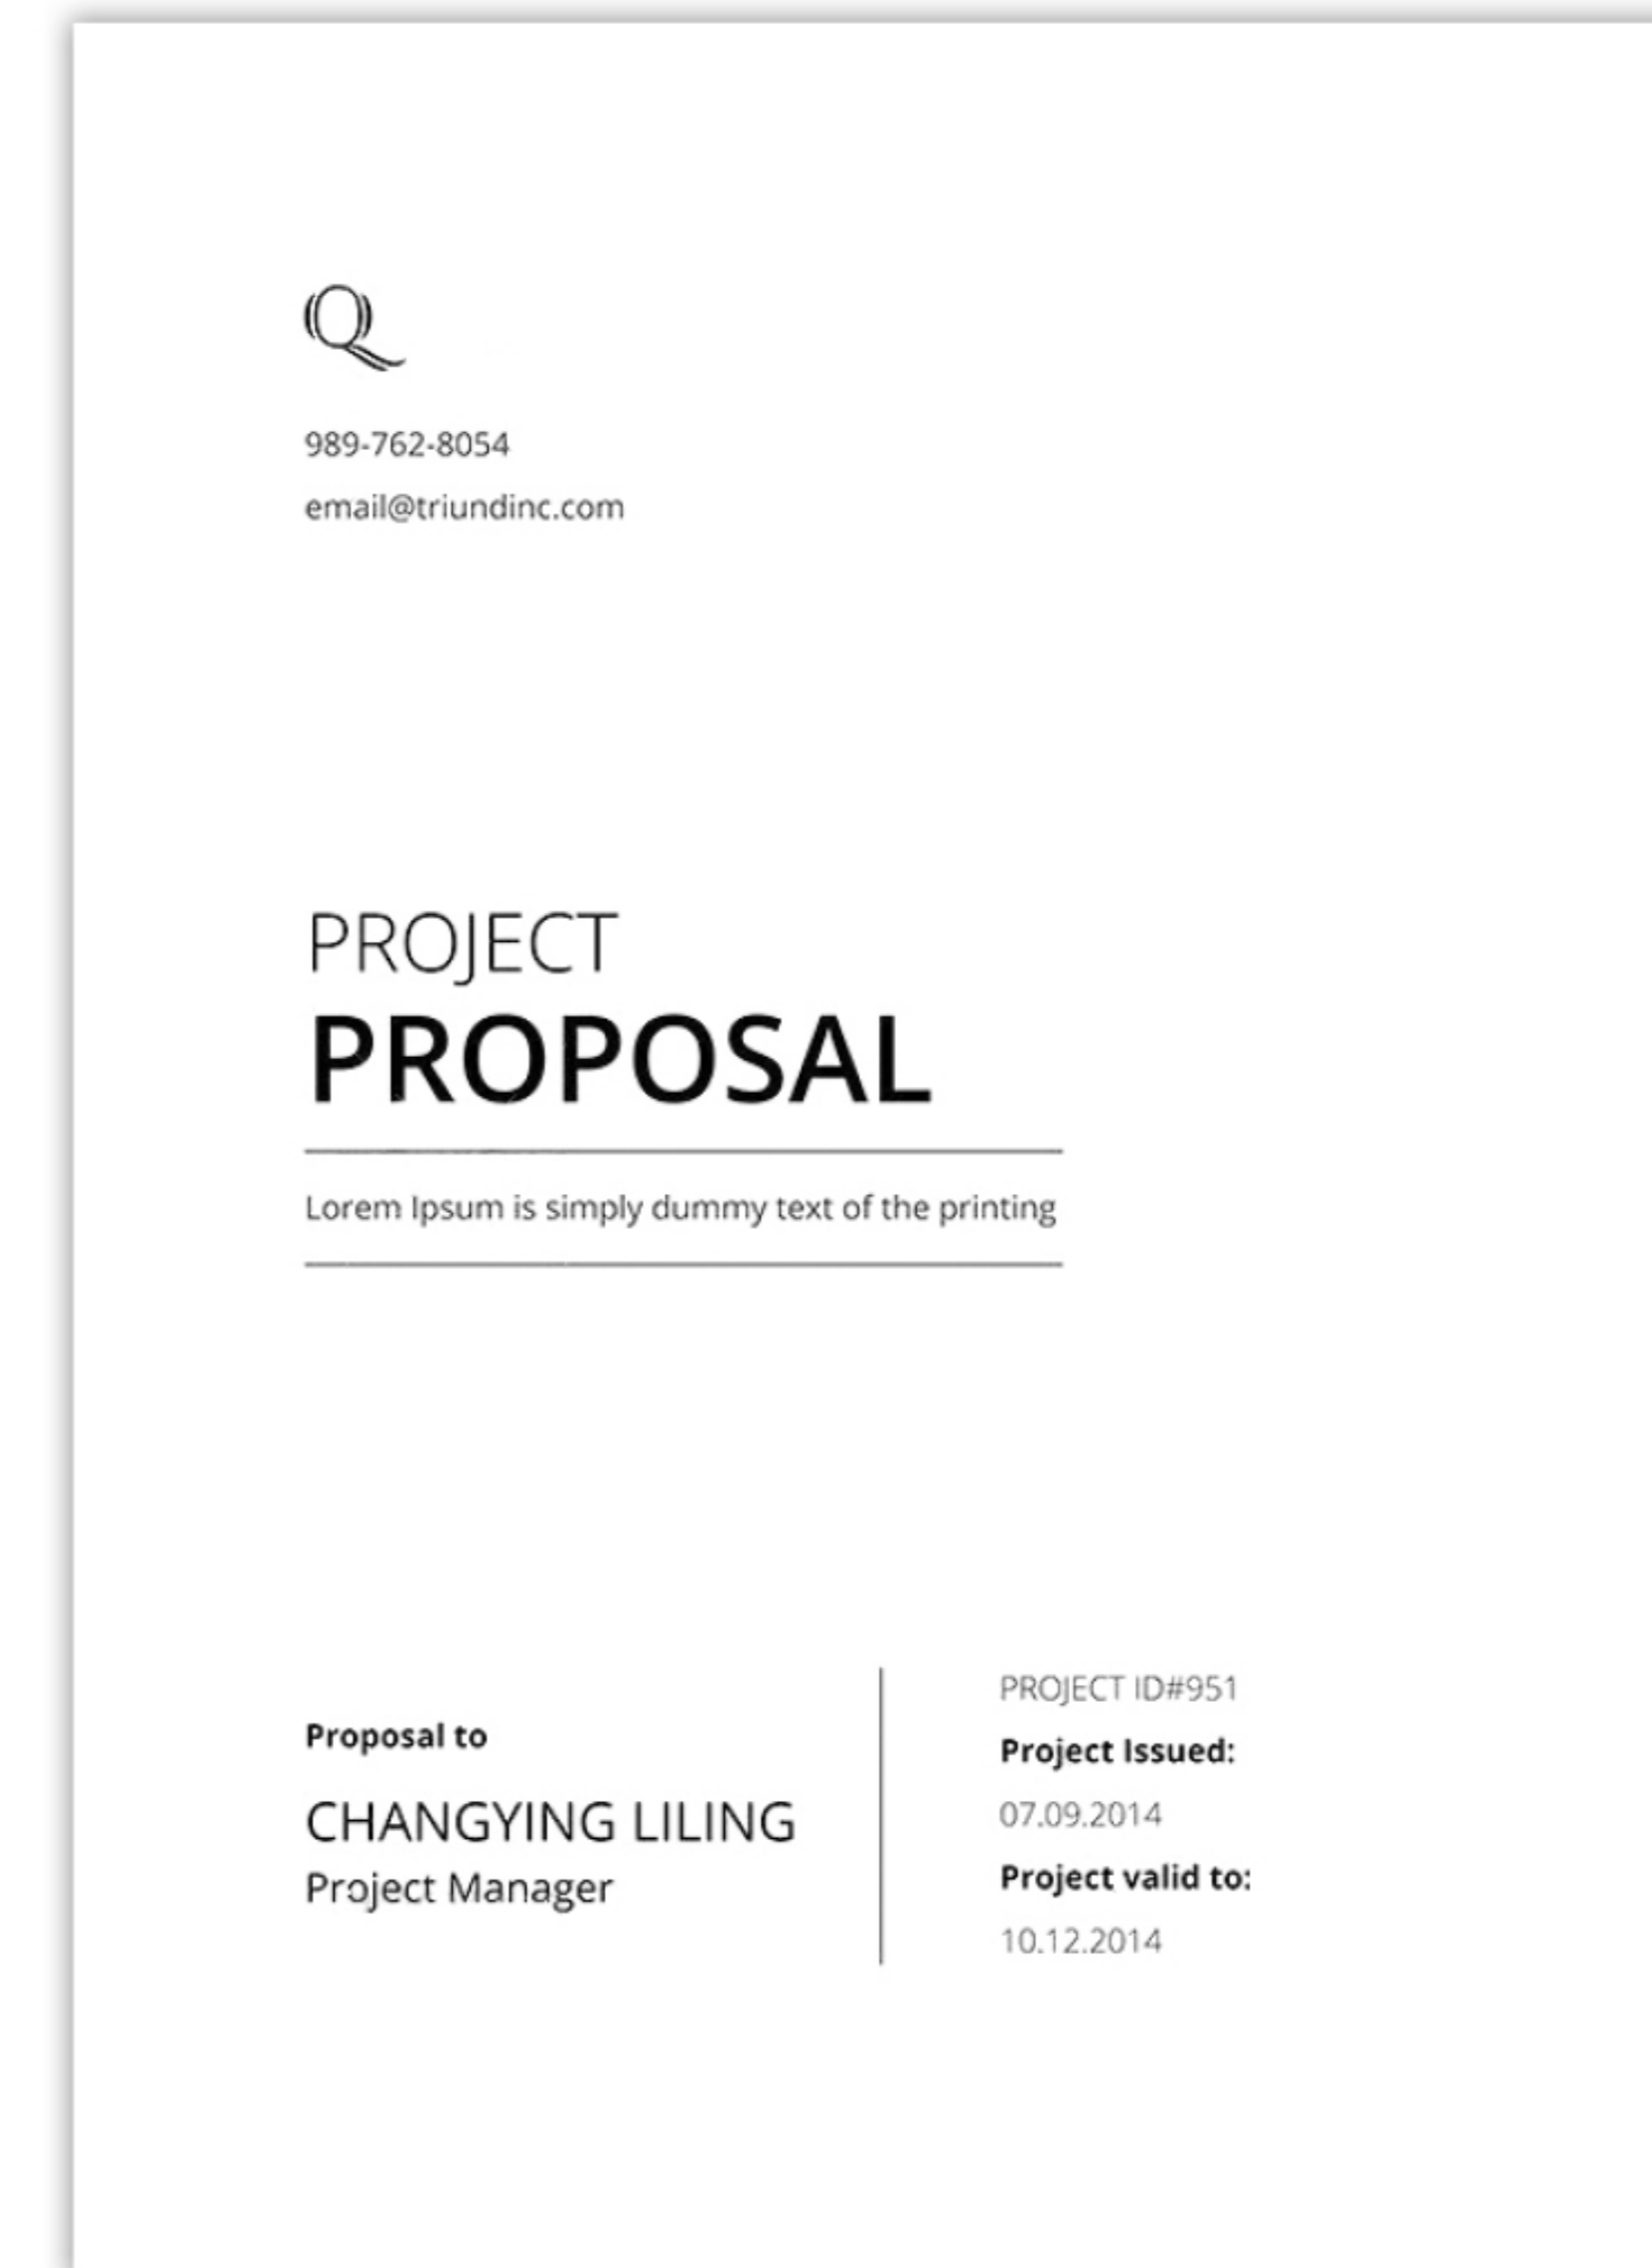 Q
989-762-8054
email@triundinc.com
PROJECT
PROPOSAL
Lorem Ipsum is simply dummy text of the printing
Proposal to
CHANGYING LILING
Project Manager
PROJECT ID#951
Project Issued:
07.09.2014
Project valid to:
10.12.2014